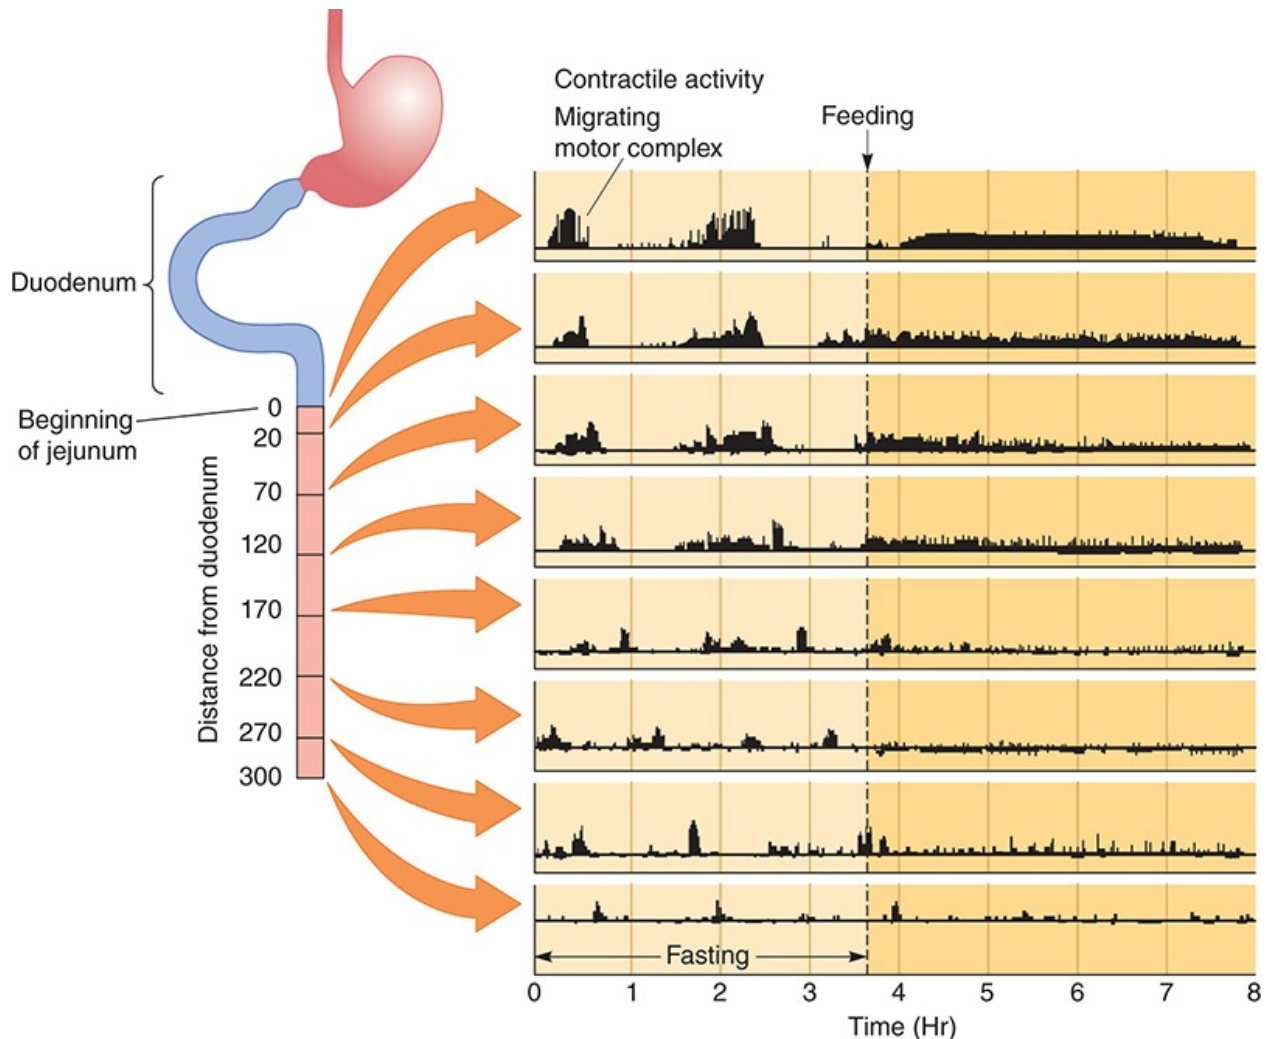 Contractile activity
Migrating
motor complex
Feeding
Duodenum
Beginning
of jejunum
Distance from duodenum
0
20
70
120
170
220
270
300
Fasting
0 1 2 3 4 5 6 7 8
Time (Hr)